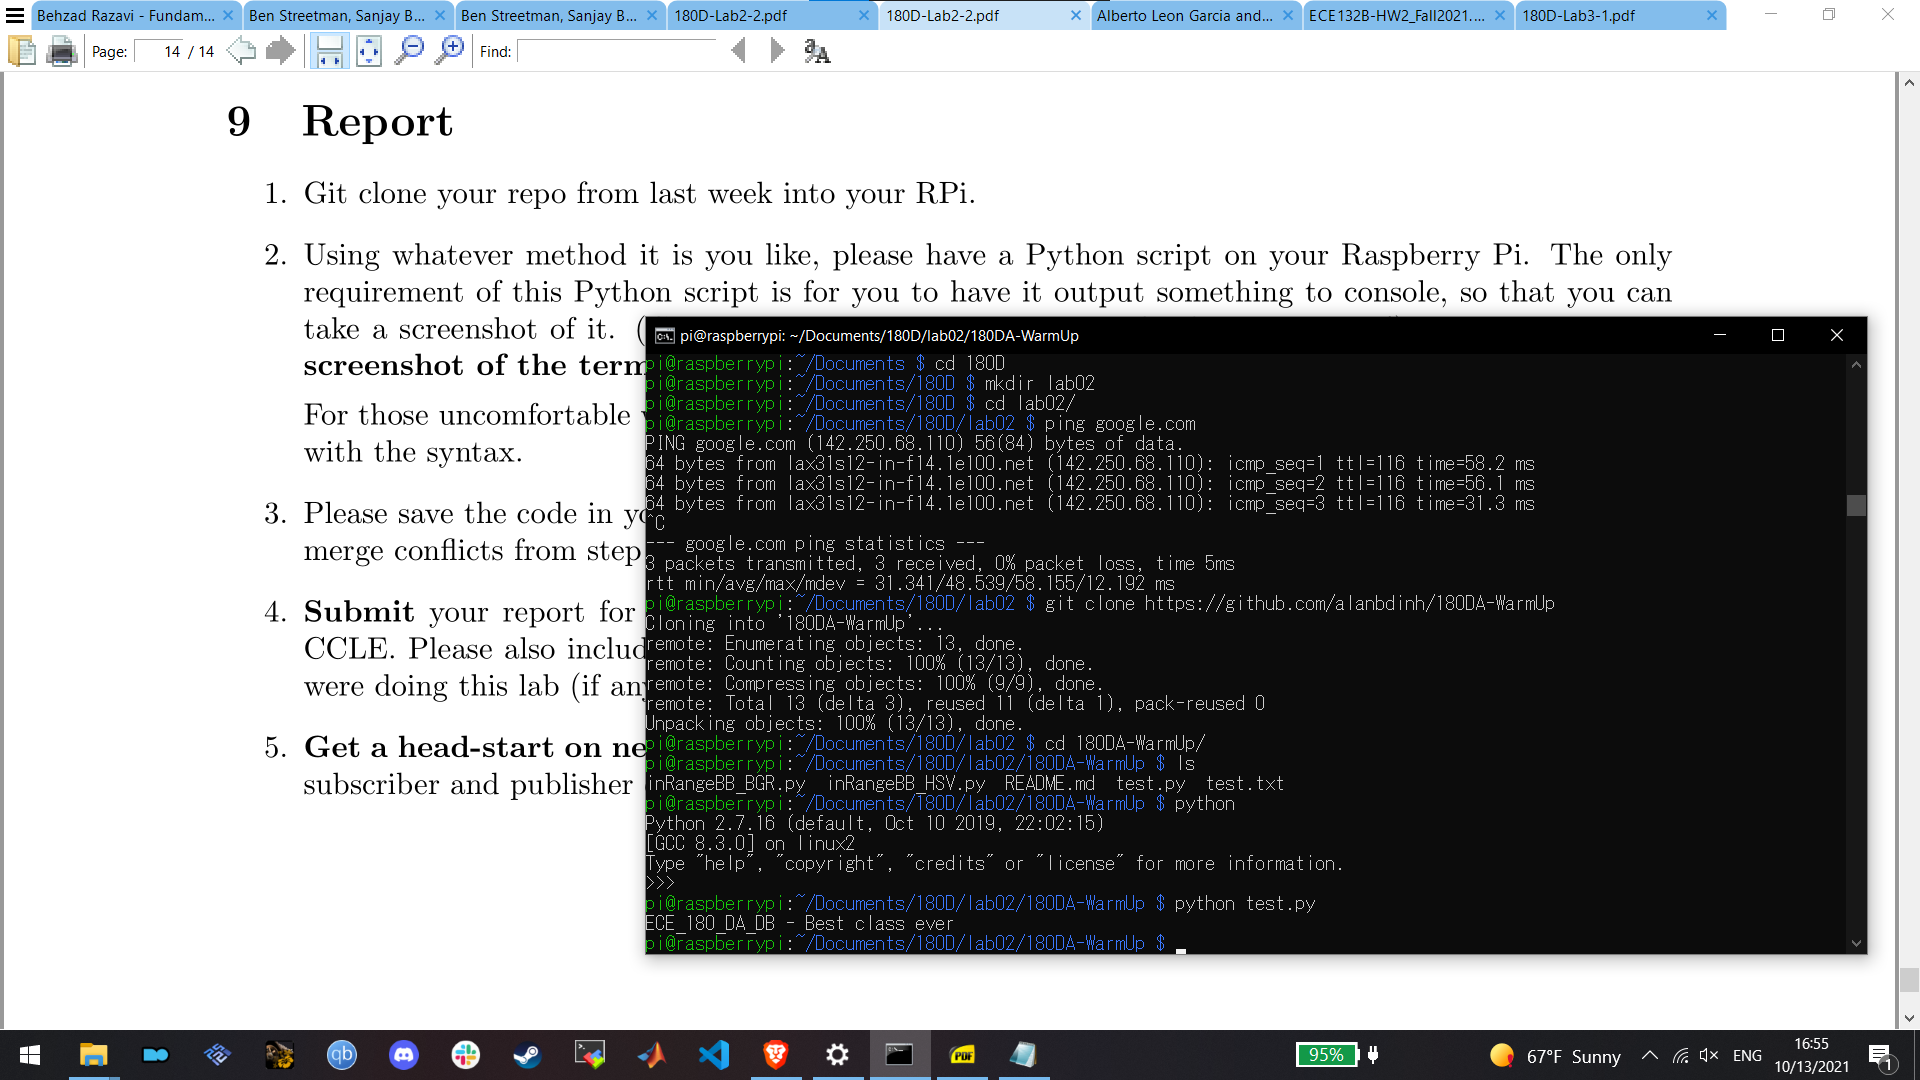 Behzad Razavi - Fundam...
Ben Streetman, Sanjay B...
Ben Streetman, Sanjay B...
180D-Lab2-2.pdf
180D-Lab2-2.pdf
Alberto Leon Garcia and...
ECE132B-HW2_Fall2021....
180D-Lab3-1.pdf
Page: 14 / 14
Find:
9 Report
1. Git clone your repo from last week into your RPi.
2. Using whatever method it is you like, please have a Python script on your Raspberry Pi. The only
requirement of this Python script is for you to have it output something to console, so that you can
take a screenshot of it. (
screenshot of the term
For those uncomfortable
with the syntax.
3. Please save the code in yo
merge conflicts from step
4. Submit your report for
CCLE. Please also includ
were doing this lab (if any
5. Get a head-start on ne
subscriber and publisher
pi@raspberrypi: ~/Documents/180D/lab02/180DA-WarmUp
pi@raspberrypi:~/Documents $ cd 180D
pi@raspberrypi:~/Documents/180D $ mkdir lab02
pi@raspberrypi:~/Documents/180D $ cd lab02/
pi@raspberrypi:~/Documents/180D/lab02 $ ping google.com
PING google.com (142.250.68.110) 56(84) bytes of data.
64 bytes from lax31s12-in-f14.1e100.net (142.250.68.110): icmp_seq=1 ttl=116 time=58.2 ms
64 bytes from lax31s12-in-f14.1e100.net (142.250.68.110): icmp_seq=2 ttl=116 time=56.1 ms
64 bytes from lax31s12-in-f14.1e100.net (142.250.68.110): icmp_seq=3 ttl=116 time=31.3 ms
^C
--- google.com ping statistics ---
3 packets transmitted, 3 received, 0% packet loss, time 5ms
rtt min/avg/max/mdev = 31.341/48.539/58.155/12.192 ms
pi@raspberrypi:~/Documents/180D/lab02 $ git clone https://github.com/alanbdinh/180DA-WarmUp
Cloning into '180DA-WarmUp'...
remote: Enumerating objects: 13, done.
remote: Counting objects: 100% (13/13), done.
remote: Compressing objects: 100% (9/9), done.
remote: Total 13 (delta 3), reused 11 (delta 1), pack-reused 0
Unpacking objects: 100% (13/13), done.
pi@raspberrypi:~/Documents/180D/lab02 $ cd 180DA-WarmUp/
pi@raspberrypi:~/Documents/180D/lab02/180DA-WarmUp $ ls
inRangeBB_BGR.py inRangeBB_HSV.py README.md test.py test.txt
pi@raspberrypi:~/Documents/180D/lab02/180DA-WarmUp $ python
Python 2.7.16 (default, Oct 10 2019, 22:02:15)
[GCC 8.3.0] on linux2
Type "help", "copyright", "credits" or "license" for more information.
>>>
pi@raspberrypi:~/Documents/180D/lab02/180DA-WarmUp $ python test.py
ECE_180_DA_DB - Best class ever
pi@raspberrypi:~/Documents/180D/lab02/180DA-WarmUp $
95%
67°F Sunny
ENG
16:55
10/13/2021
1